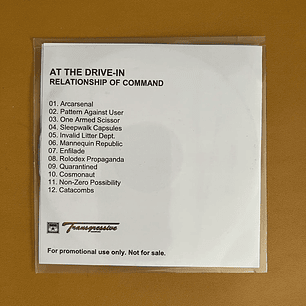 AT THE DRIVE-IN
RELATIONSHIP OF COMMAND
01. Arcarsenal
02. Pattern Against User
03. One Armed Scissor
04. Sleepwalk Capsules
05. Invalid Litter Dept.
06. Mannequin Republic
07. Enfilade
08. Rolodex Propaganda
09. Quarantined
10. Cosmonaut
11. Non-Zero Possibility
12. Catacombs
Transgressive
For promotional use only. Not for sale.